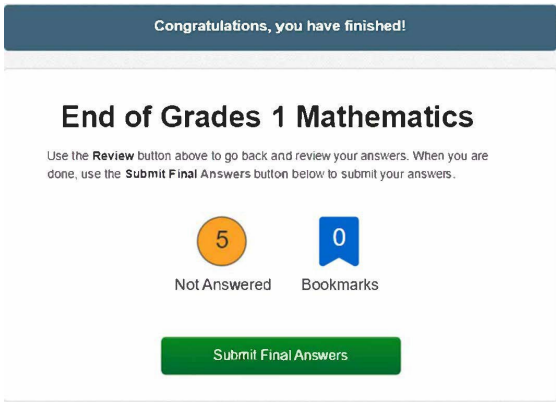 Congratulations, you have finished!
End of Grades 1 Mathematics
Use the Review button above to go back and review your answers. When you are
done, use the Submit Final Answers button below to submit your answers.
5
0
Not Answered
Bookmarks
Submit Final Answers